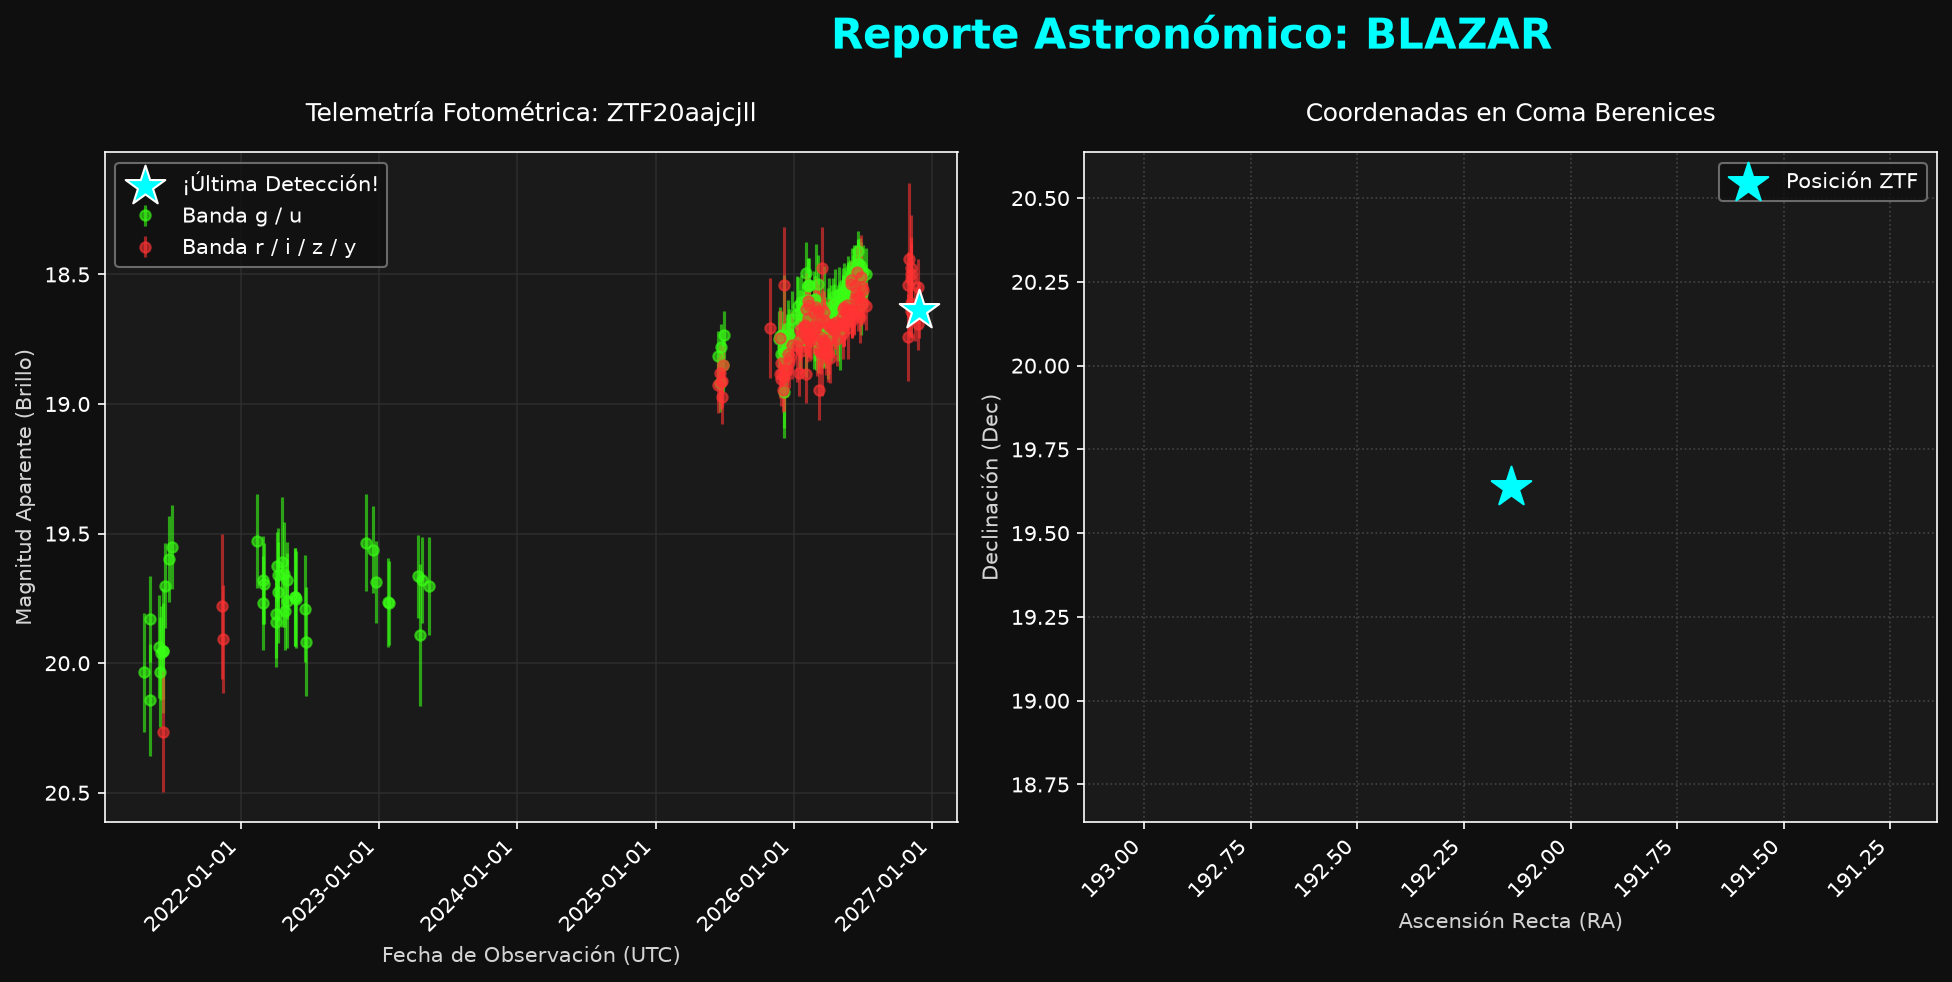 Reporte Astronómico: BLAZAR
Telemetría Fotométrica: ZTF20aajcjll
¡Última Detección!
Banda g / u
Banda r / i / z / y
Magnitud Aparente (Brillo)
18.5
19.0
19.5
20.0
20.5
2022-01-01
2023-01-01
2024-01-01
2025-01-01
2026-01-01
2027-01-01
Fecha de Observación (UTC)
Coordenadas en Coma Berenices
Posición ZTF
Declinación (Dec)
20.50
20.25
20.00
19.75
19.50
19.25
19.00
18.75
193.00
192.75
192.50
192.25
192.00
191.75
191.50
191.25
Ascensión Recta (RA)